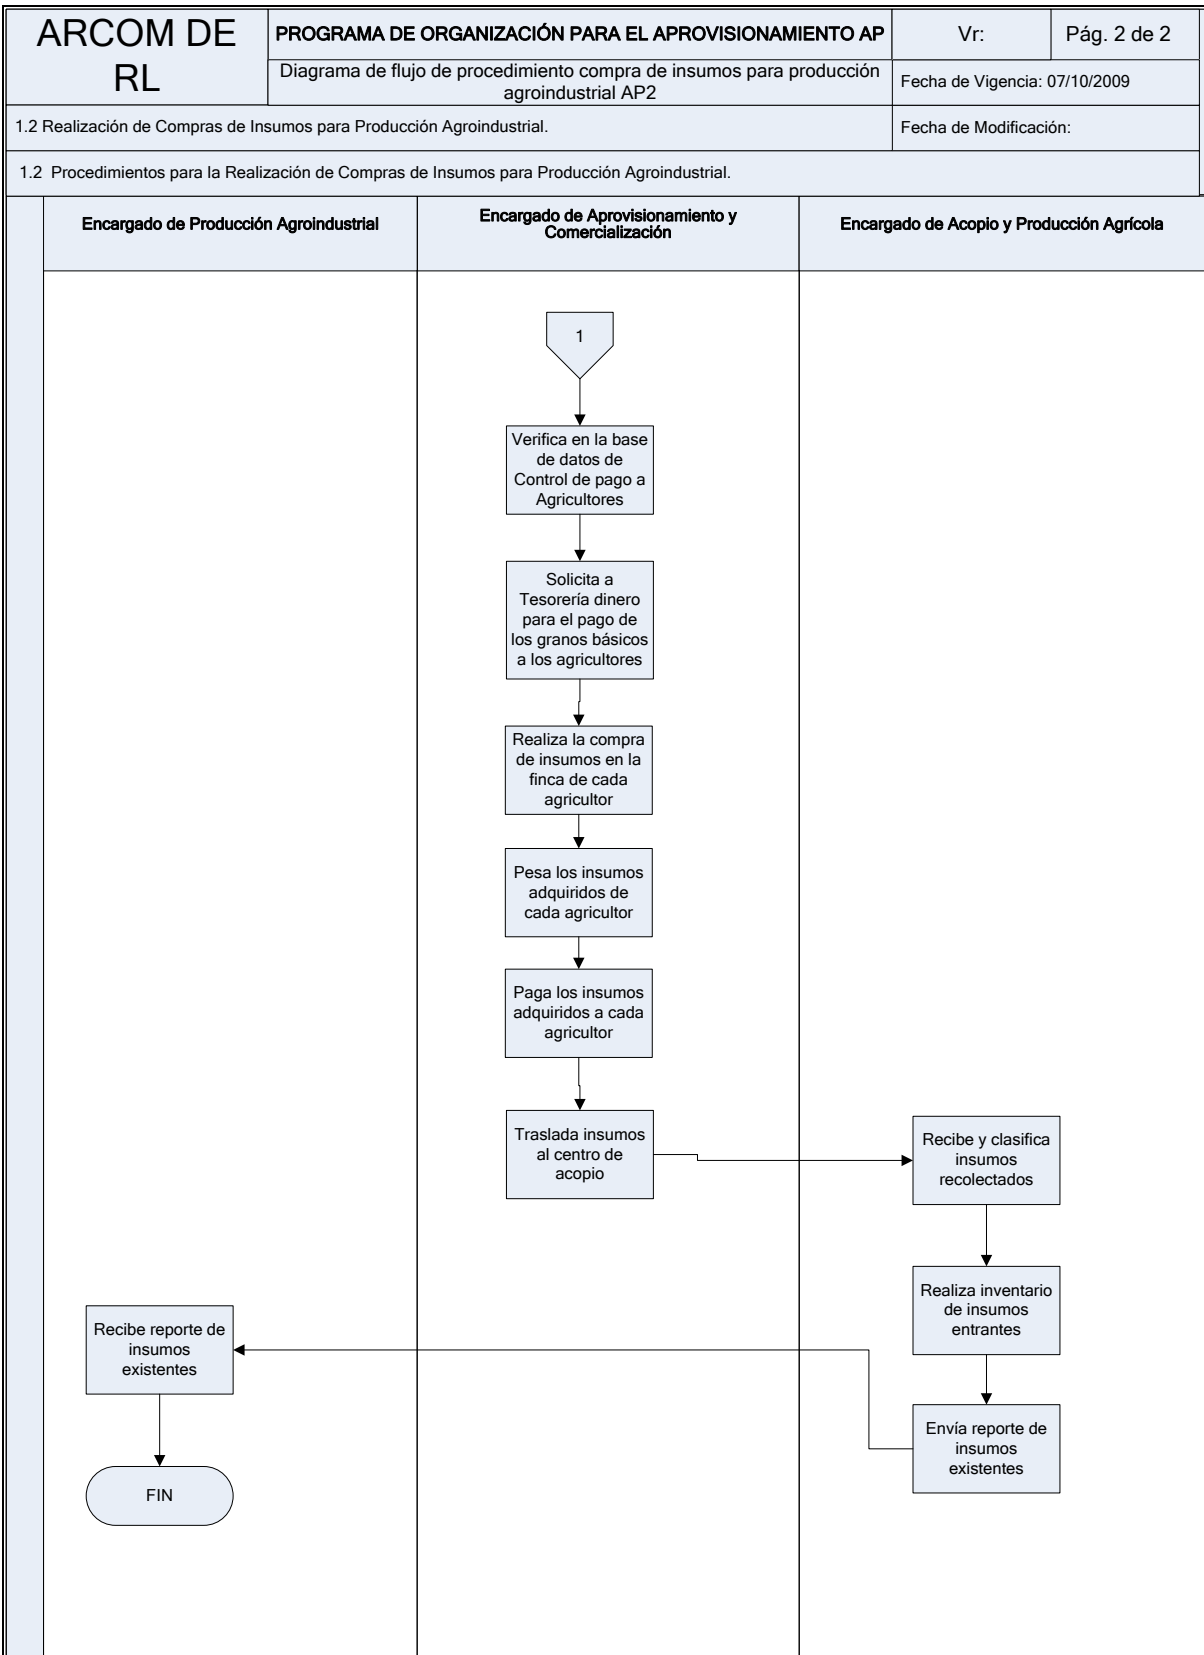 ARCOM DE
RL
PROGRAMA DE ORGANIZACIÓN PARA EL APROVISIONAMIENTO AP
Vr:
Pág. 2 de 2
Diagrama de flujo de procedimiento compra de insumos para producción
agroindustrial AP2
Fecha de Vigencia: 07/10/2009
1.2 Realización de Compras de Insumos para Producción Agroindustrial.
Fecha de Modificación:
1.2 Procedimientos para la Realización de Compras de Insumos para Producción Agroindustrial.
Encargado de Producción Agroindustrial
Encargado de Aprovisionamiento y
Comercialización
Encargado de Acopio y Producción Agrícola
1
Verifica en la base
de datos de
Control de pago a
Agricultores
Solicita a
Tesorería dinero
para el pago de
los granos básicos
a los agricultores
Realiza la compra
de insumos en la
finca de cada
agricultor
Pesa los insumos
adquiridos de
cada agricultor
Paga los insumos
adquiridos a cada
agricultor
Traslada insumos
al centro de
acopio
Recibe y clasifica
insumos
recolectados
Realiza inventario
de insumos
entrantes
Envía reporte de
insumos
existentes
Recibe reporte de
insumos
existentes
FIN